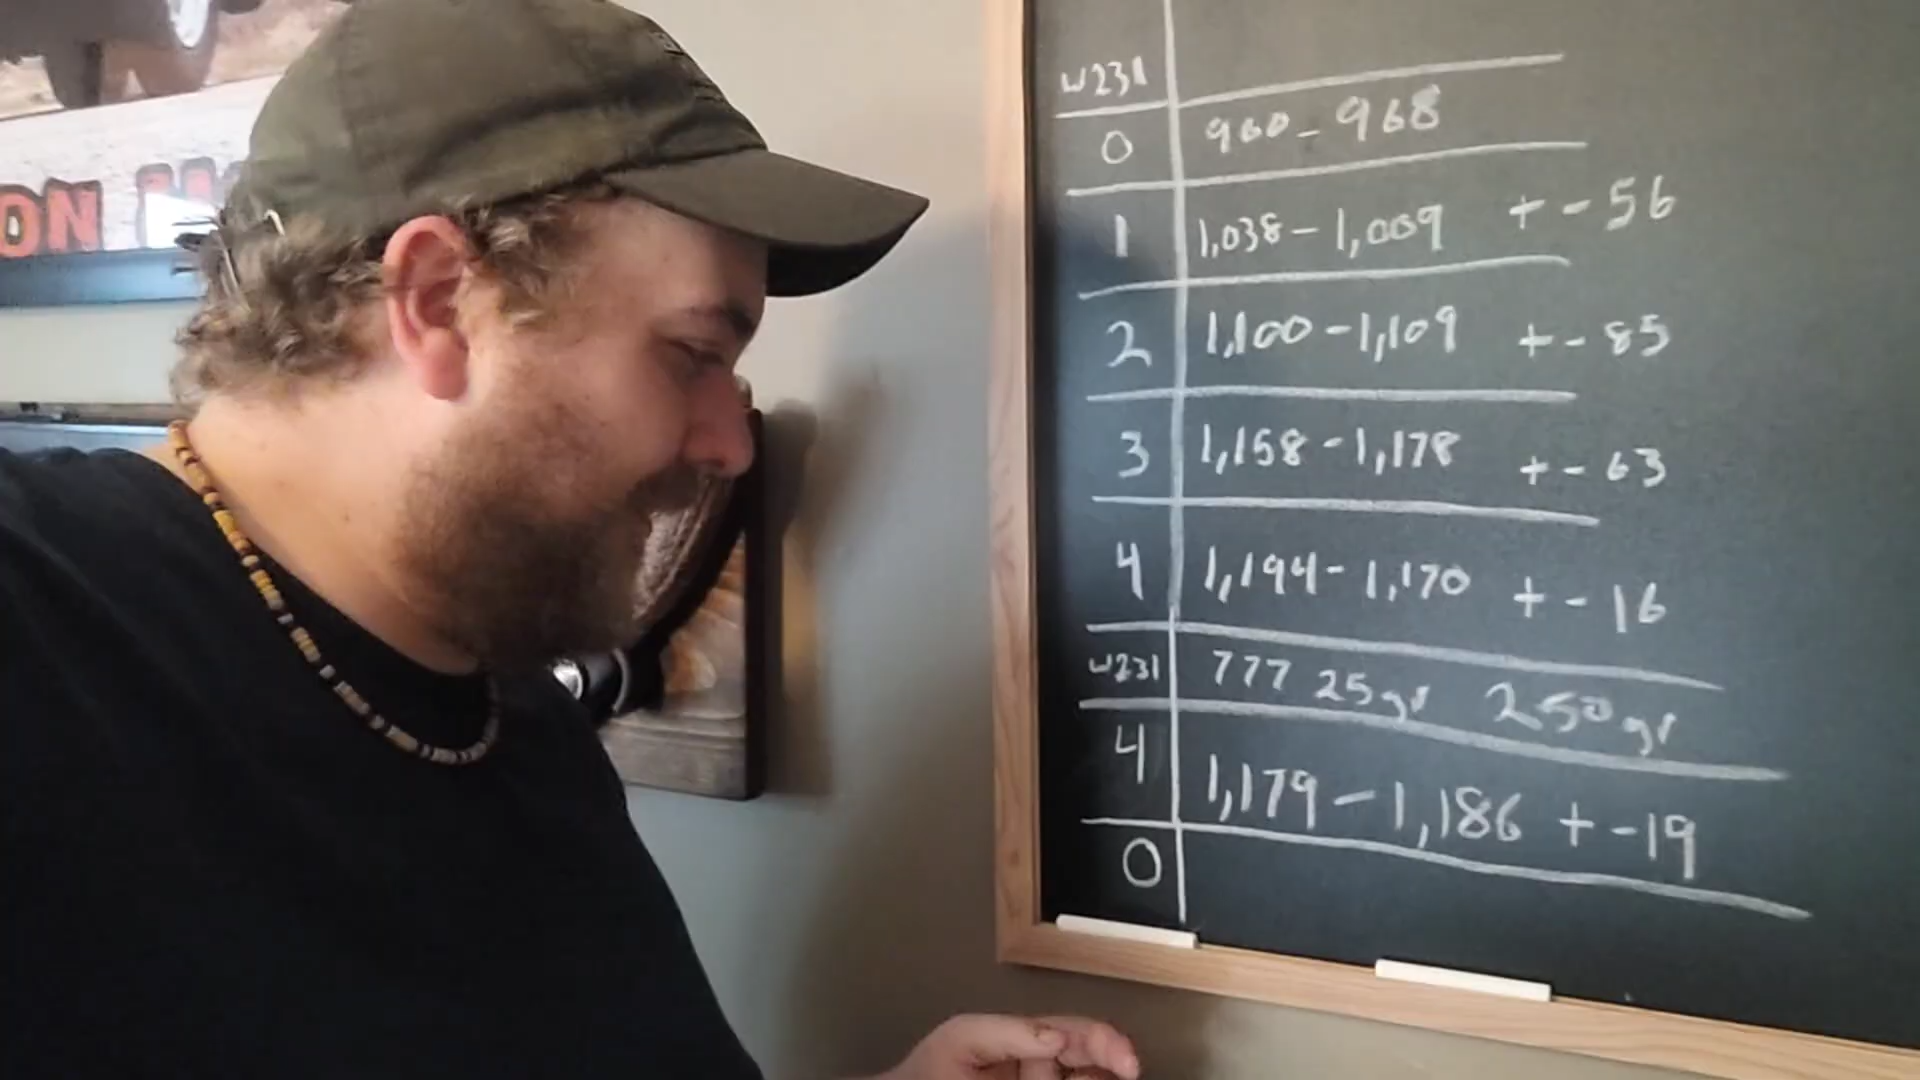 ON
W231
0 960 - 968
1 1,038 - 1,009 + - 56
2 1,100 - 1,109 + - 85
3 1,158 - 1,178 + - 63
4 1,194 - 1,170 + - 16
W231 777 25gr 250gr
4 1,179 - 1,186 + - 19
0